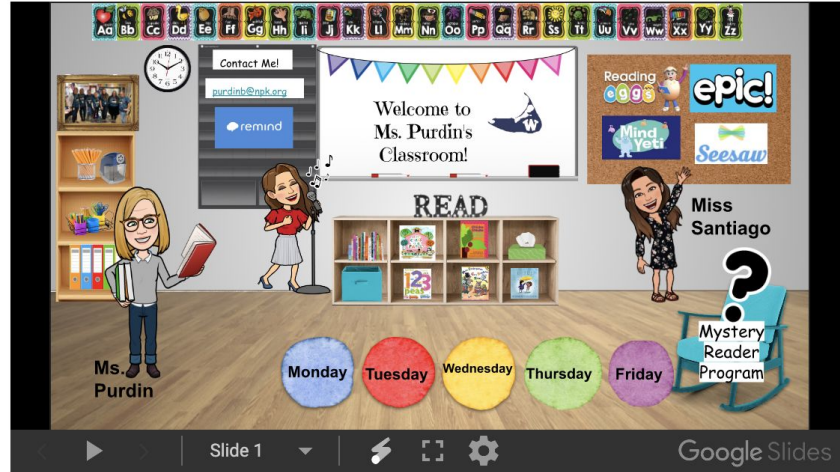 Aa Bb Cc Dd Ee Ff Gg Hh Ii Jj Kk Ll Mm Nn Oo Pp Qq Rr Ss Tt Uu Vv Ww Xx Yy Zz
Contact Me!
purdinb@npk.org
remind
Welcome to
Ms. Purdin's
Classroom!
W
Reading
eggs
epic!
Mind
Yeti
Seesaw
READ
123
peas
Miss
Santiago
?
Mystery
Reader
Program
Ms.
Purdin
Monday
Tuesday
Wednesday
Thursday
Friday
Slide 1
Google Slides